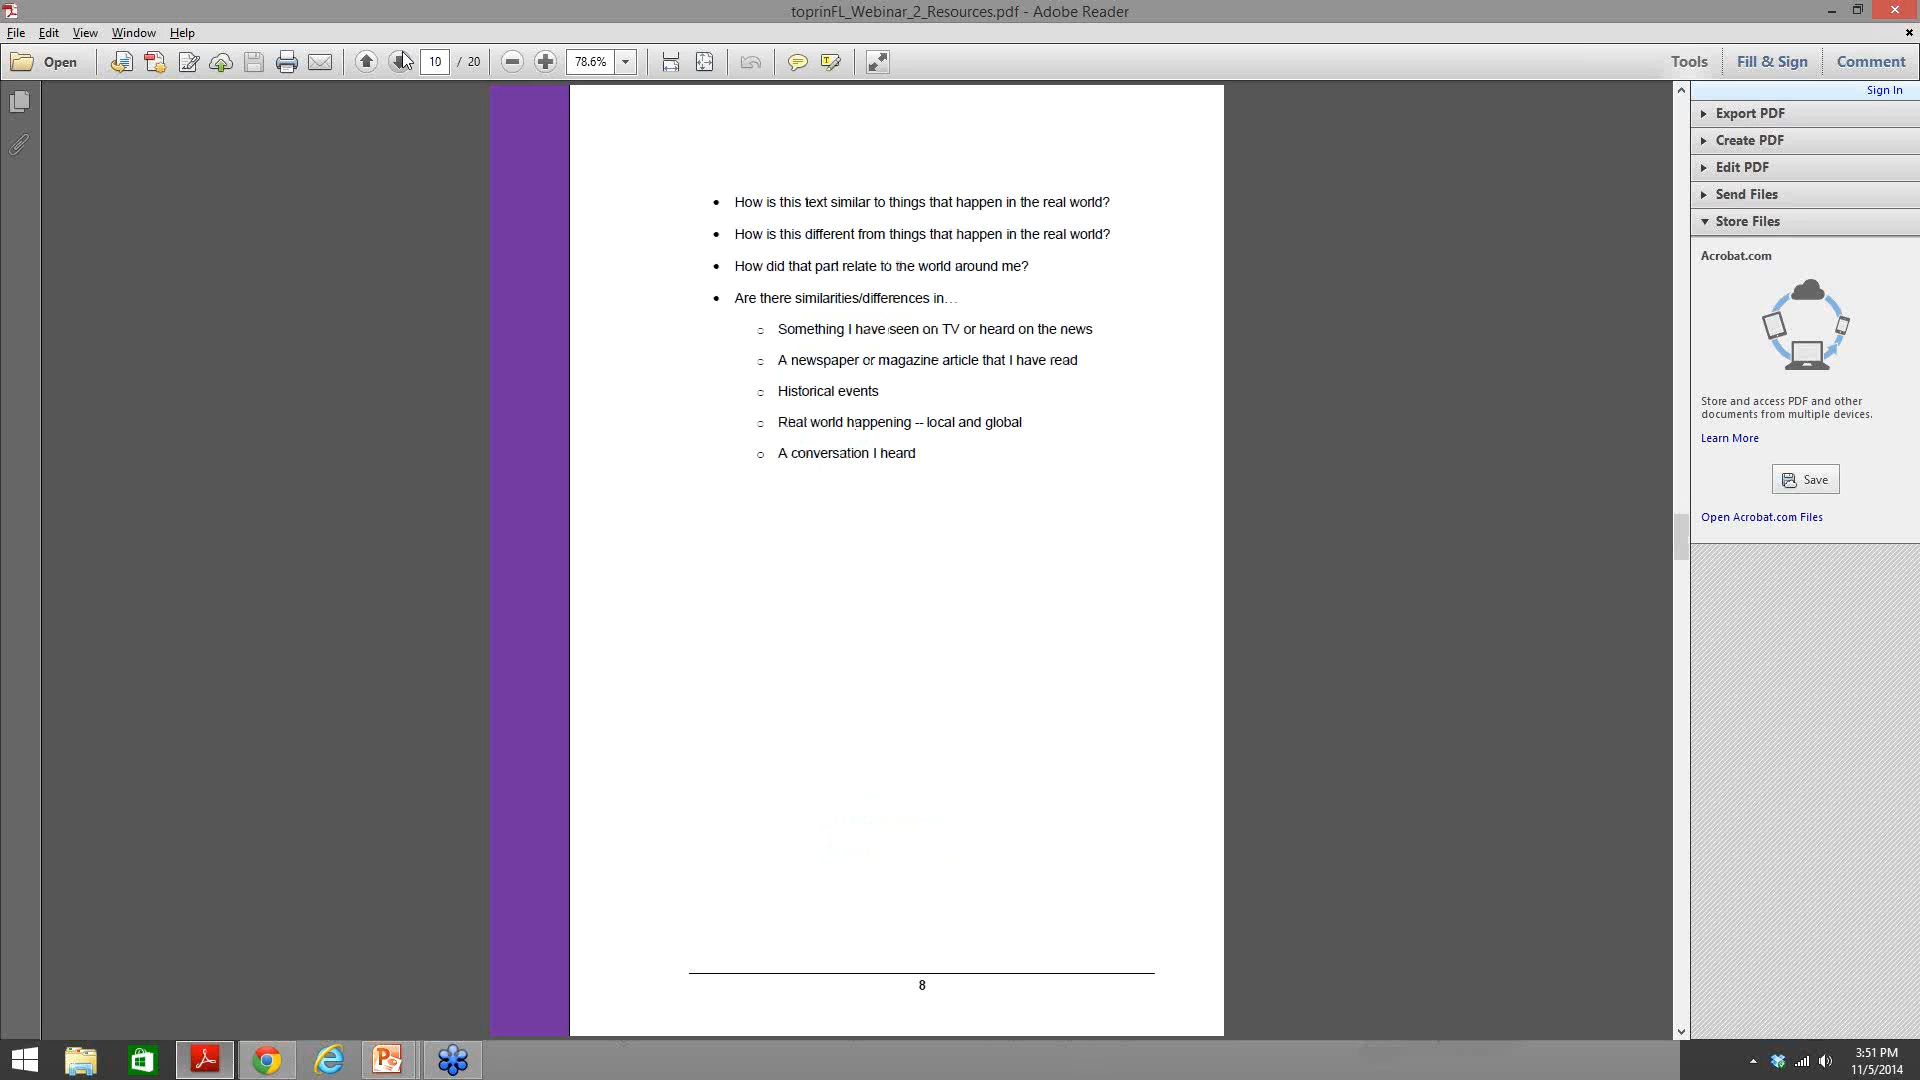 toprinFL_Webinar_2_Resources.pdf - Adobe Reader
File Edit View Window Help
Open 10 / 20 78.6% Tools Fill & Sign Comment
Sign In
Export PDF
Create PDF
Edit PDF
Send Files
Store Files
Acrobat.com
Store and access PDF and other
documents from multiple devices.
Learn More
Save
Open Acrobat.com Files
• How is this text similar to things that happen in the real world?
• How is this different from things that happen in the real world?
• How did that part relate to the world around me?
• Are there similarities/differences in…
o Something I have seen on TV or heard on the news
o A newspaper or magazine article that I have read
o Historical events
o Real world happening -- local and global
o A conversation I heard
8
3:51 PM
11/5/2014